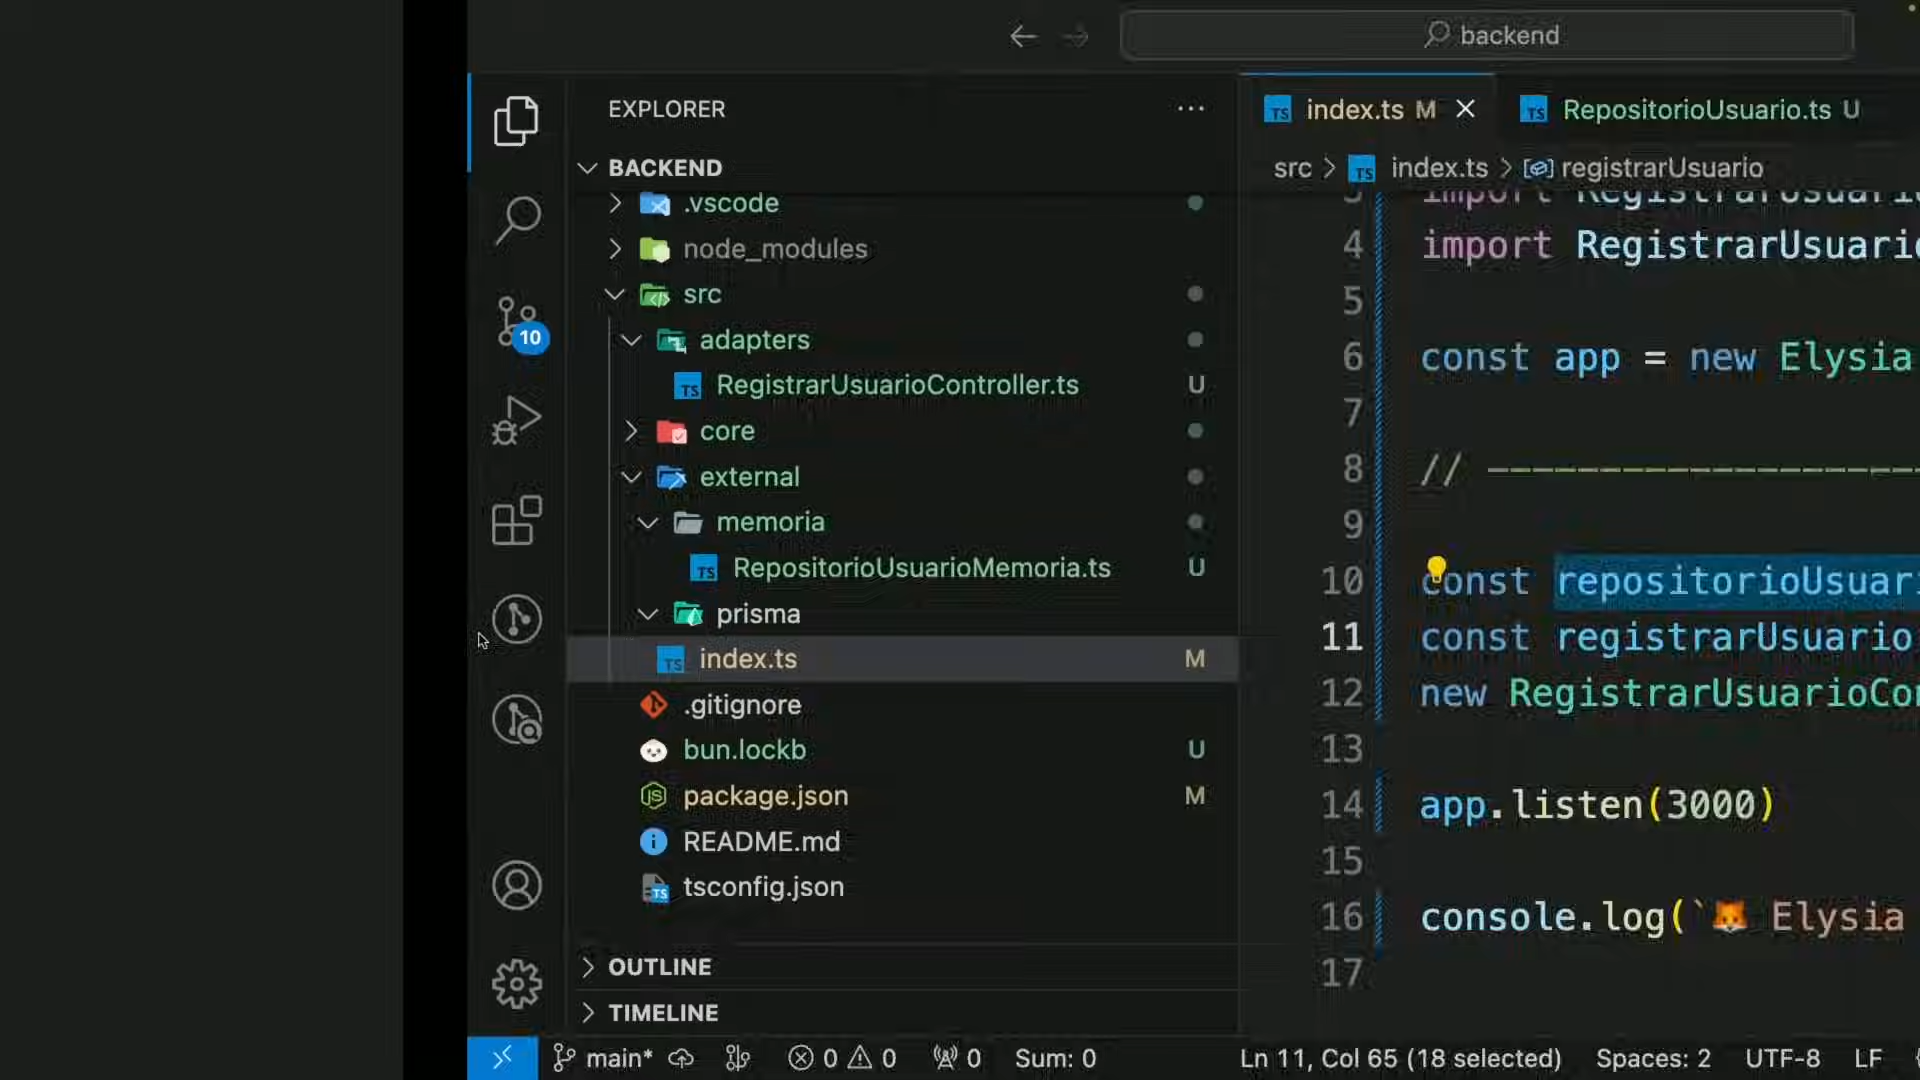 backend
EXPLORER
BACKEND
.vscode
node_modules
src
adapters
RegistrarUsuarioController.ts U
core
external
memoria
RepositorioUsuarioMemoria.ts U
prisma
index.ts M
.gitignore
bun.lockb U
package.json M
README.md
tsconfig.json
OUTLINE
TIMELINE
10
index.ts M
RepositorioUsuario.ts U
src > index.ts > registrarUsuario
4 import RegistrarUsuario
5
6 const app = new Elysia
7
8 // ----------------------
9
10 const repositorioUsuari
11 const registrarUsuario
12 new RegistrarUsuarioCo
13
14 app.listen(3000)
15
16 console.log(`🦊 Elysia
17
main* 0 0 0 Sum: 0 Ln 11, Col 65 (18 selected) Spaces: 2 UTF-8 LF